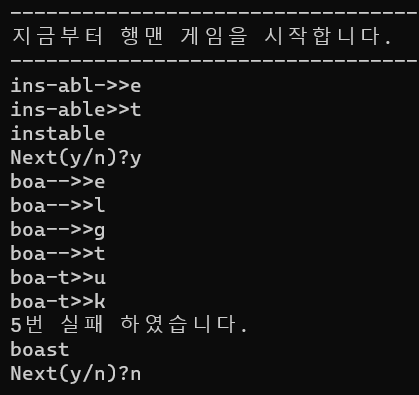 -----------------------------------
지금부터 행맨 게임을 시작합니다.
-----------------------------------
ins-abl->>e
ins-able>>t
instable
Next(y/n)?y
boa-->>e
boa-->>l
boa-->>g
boa-->>t
boa-t>>u
boa-t>>k
5번 실패 하였습니다.
boast
Next(y/n)?n